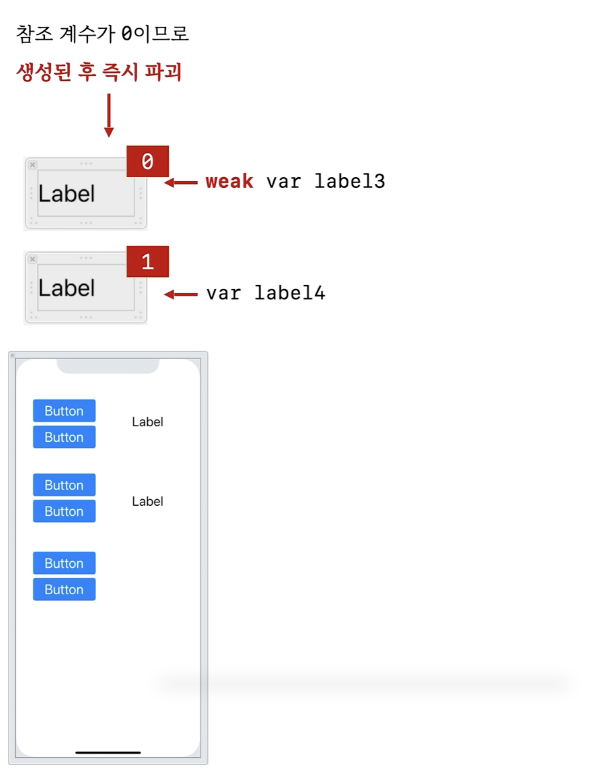 참조 계수가 0이므로
생성된 후 즉시 파괴
0
Label
weak var label3
1
Label
var label4
Button
Label
Button
Button
Label
Button
Button
Button